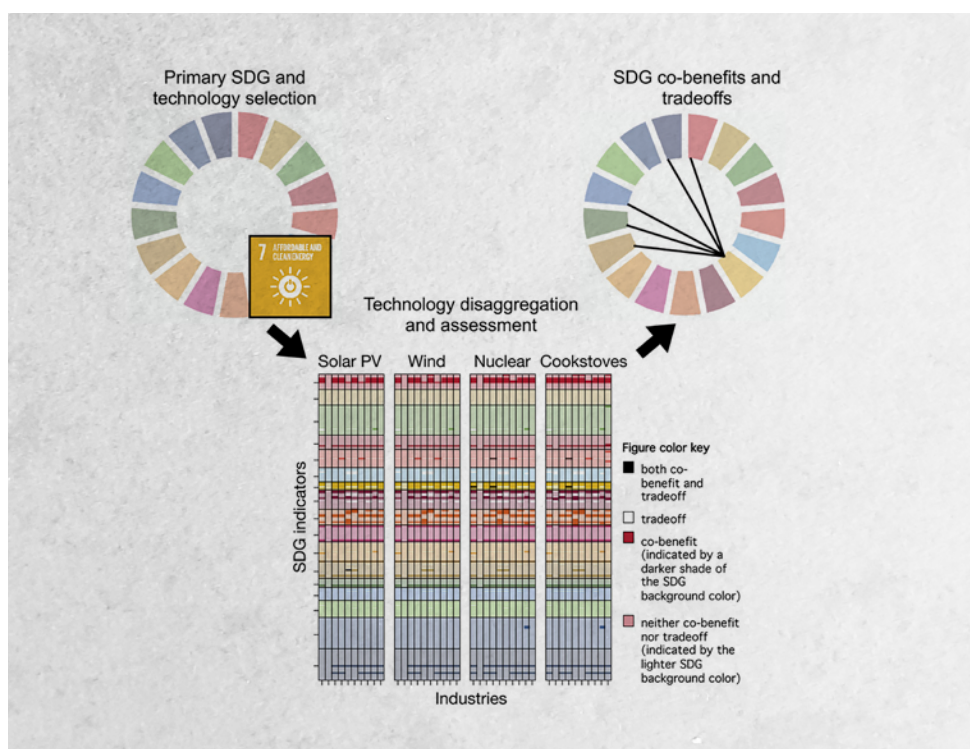 Primary SDG and
technology selection
SDG co-benefits and
tradeoffs
7 AFFORDABLE AND
CLEAN ENERGY
Technology disaggregation
and assessment
Solar PV
Wind
Nuclear
Cookstoves
SDG indicators
Industries
Figure color key
both co-
benefit and
tradeoff
tradeoff
co-benefit
(indicated by a
darker shade of
the SDG
background color)
neither co-benefit
nor tradeoff
(indicated by the
lighter SDG
background color)